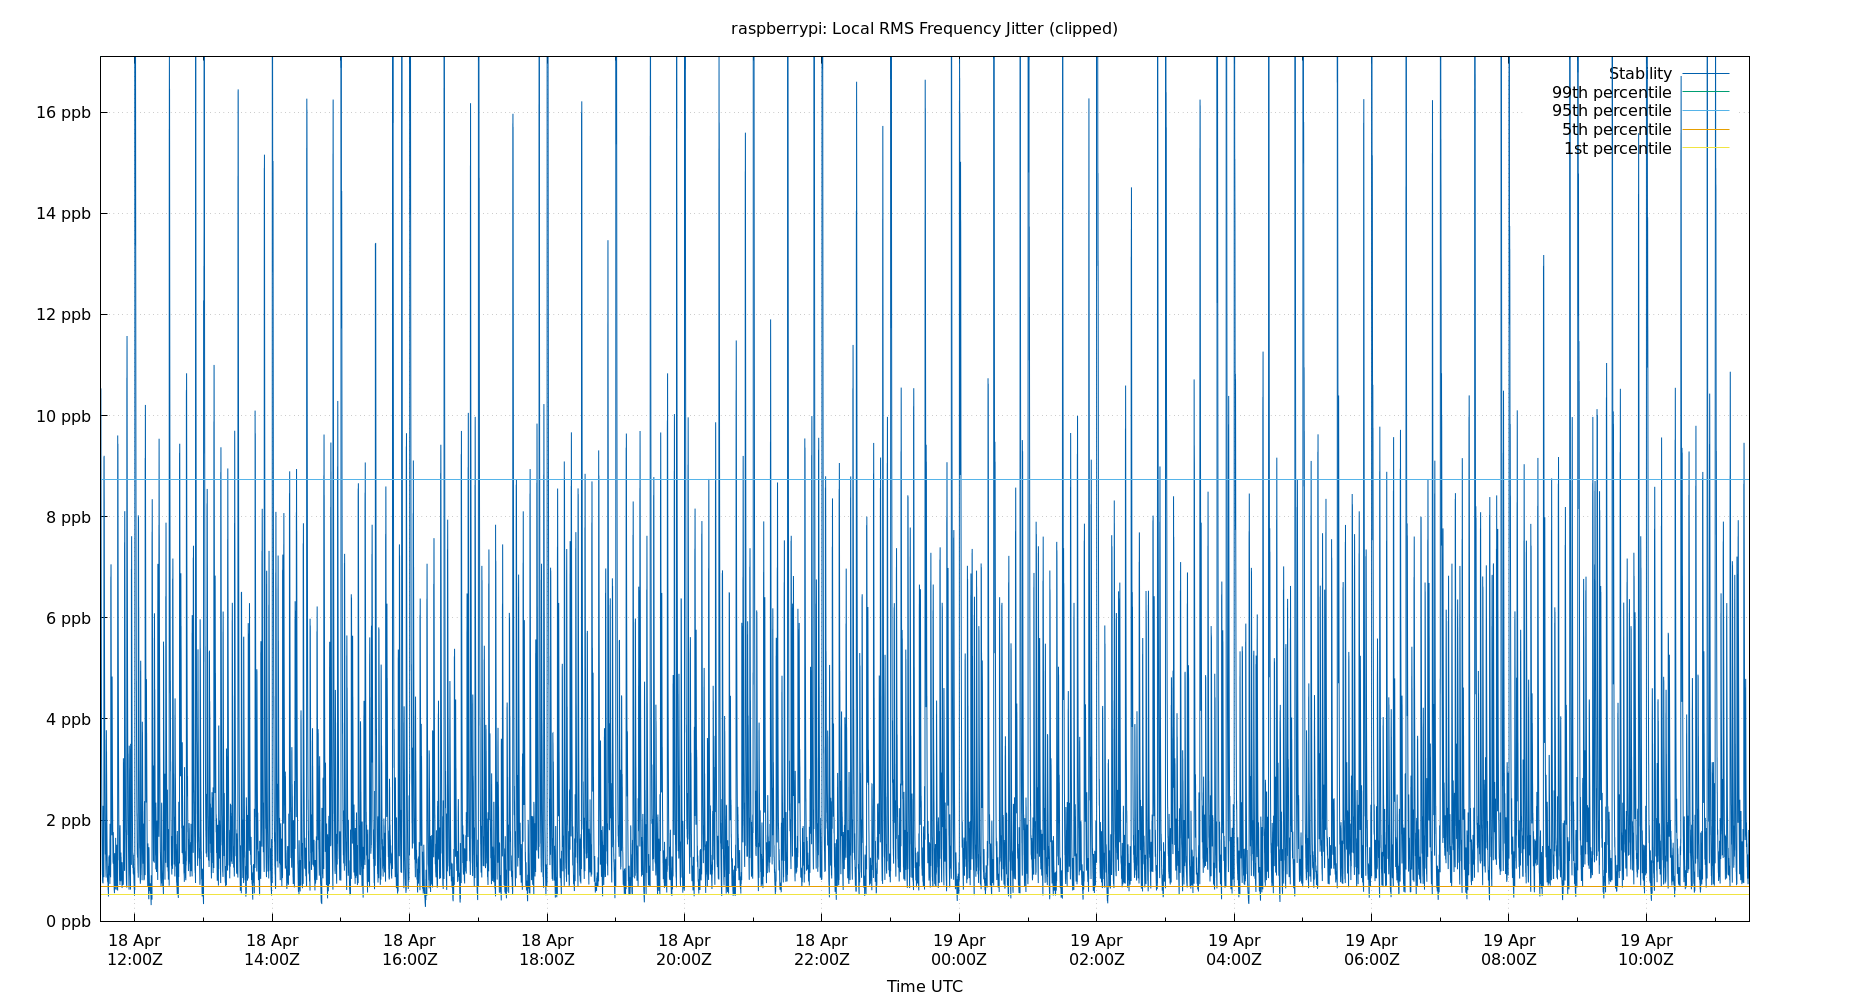 raspberrypi: Local RMS Frequency Jitter (clipped)
Stability
99th percentile
95th percentile
5th percentile
1st percentile
16 ppb
14 ppb
12 ppb
10 ppb
8 ppb
6 ppb
4 ppb
2 ppb
0 ppb
18 Apr 18 Apr 18 Apr 18 Apr 18 Apr 18 Apr 19 Apr 19 Apr 19 Apr 19 Apr 19 Apr 19 Apr
12:00Z 14:00Z 16:00Z 18:00Z 20:00Z 22:00Z 00:00Z 02:00Z 04:00Z 06:00Z 08:00Z 10:00Z
Time UTC